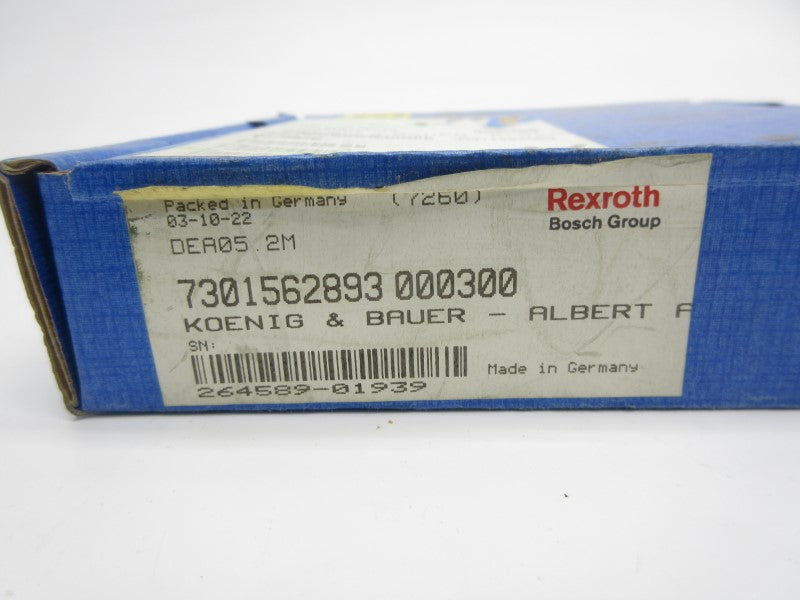 Packed in Germany (7260)
03-10-22
DEA05.2M
Rexroth
Bosch Group
7301562893 000300
KOENIG & BAUER - ALBERT A
SN:
264589-01939
Made in Germany